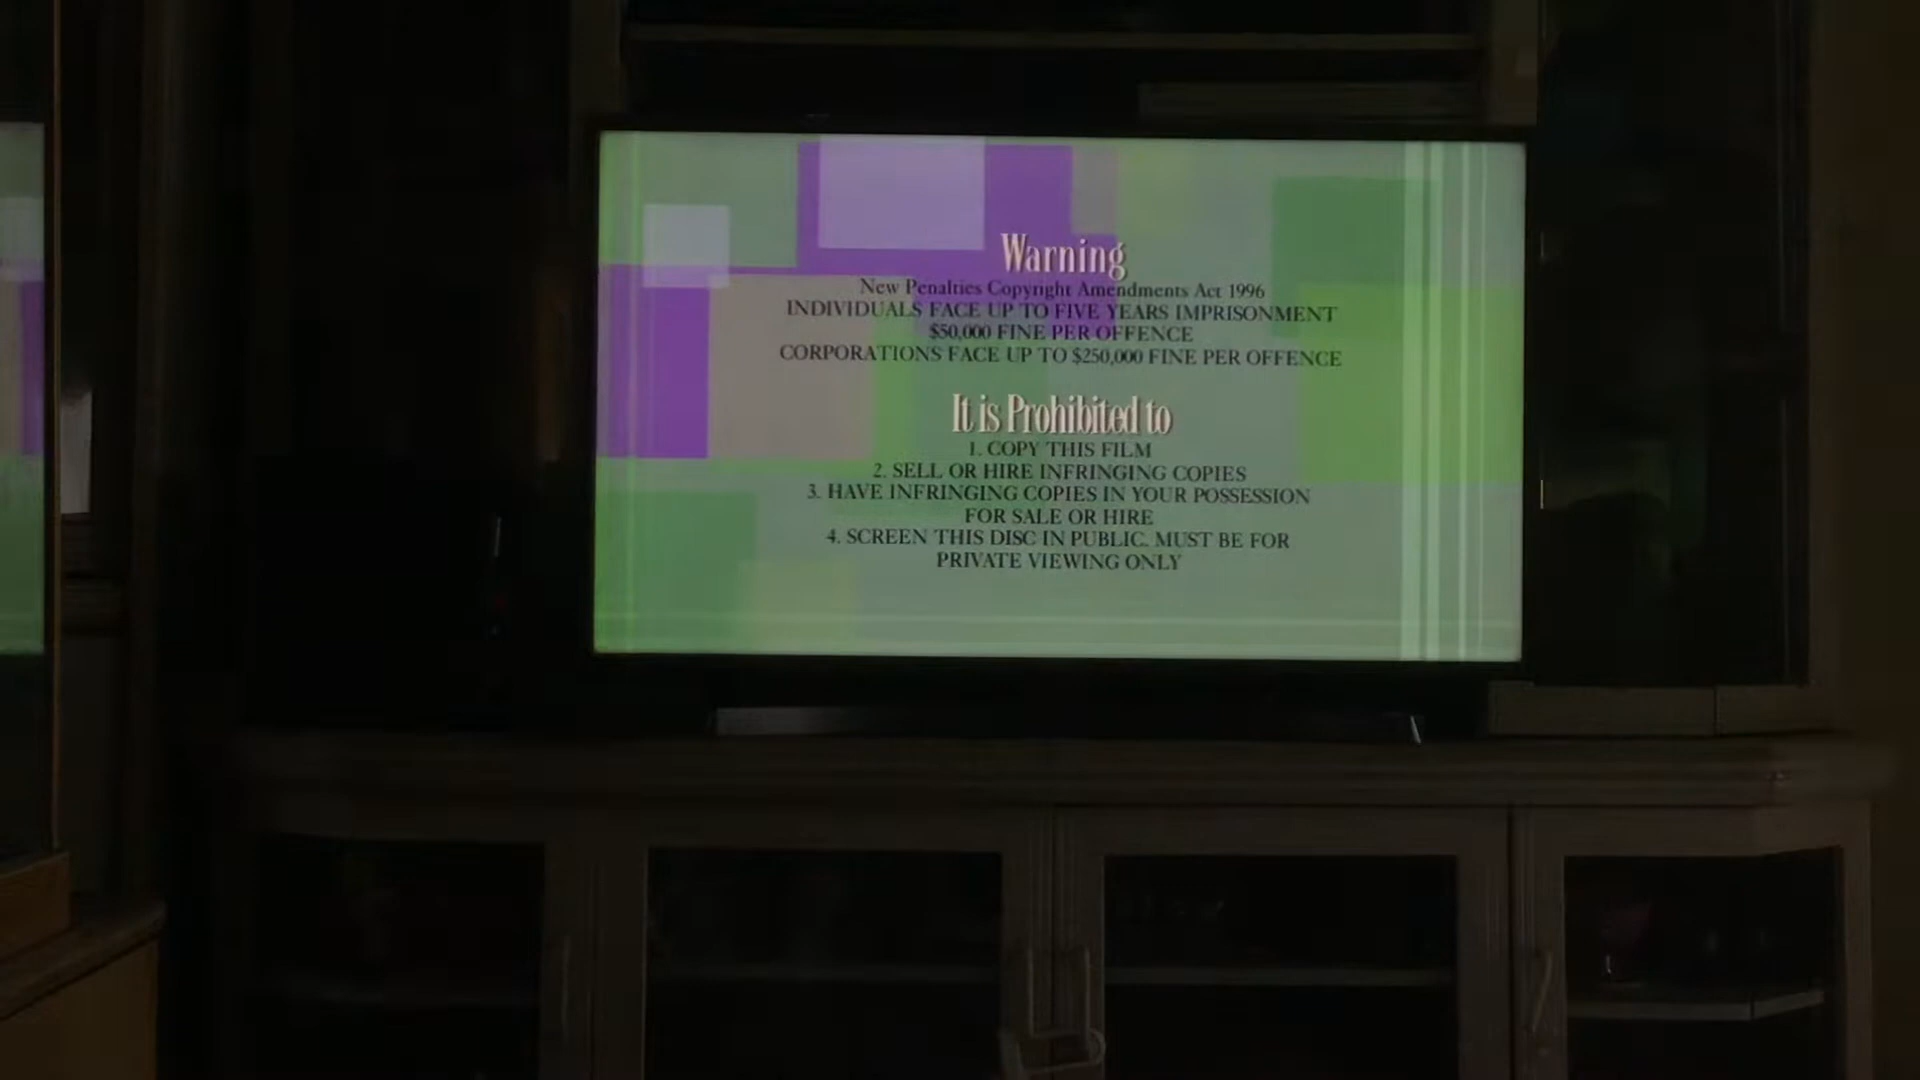 Warning
New Penalties Copyright Amendments Act 1996
INDIVIDUALS FACE UP TO FIVE YEARS IMPRISONMENT
$50,000 FINE PER OFFENCE
CORPORATIONS FACE UP TO $250,000 FINE PER OFFENCE
It is Prohibited to
1. COPY THIS FILM
2. SELL OR HIRE INFRINGING COPIES
3. HAVE INFRINGING COPIES IN YOUR POSSESSION
FOR SALE OR HIRE
4. SCREEN THIS DISC IN PUBLIC. MUST BE FOR
PRIVATE VIEWING ONLY